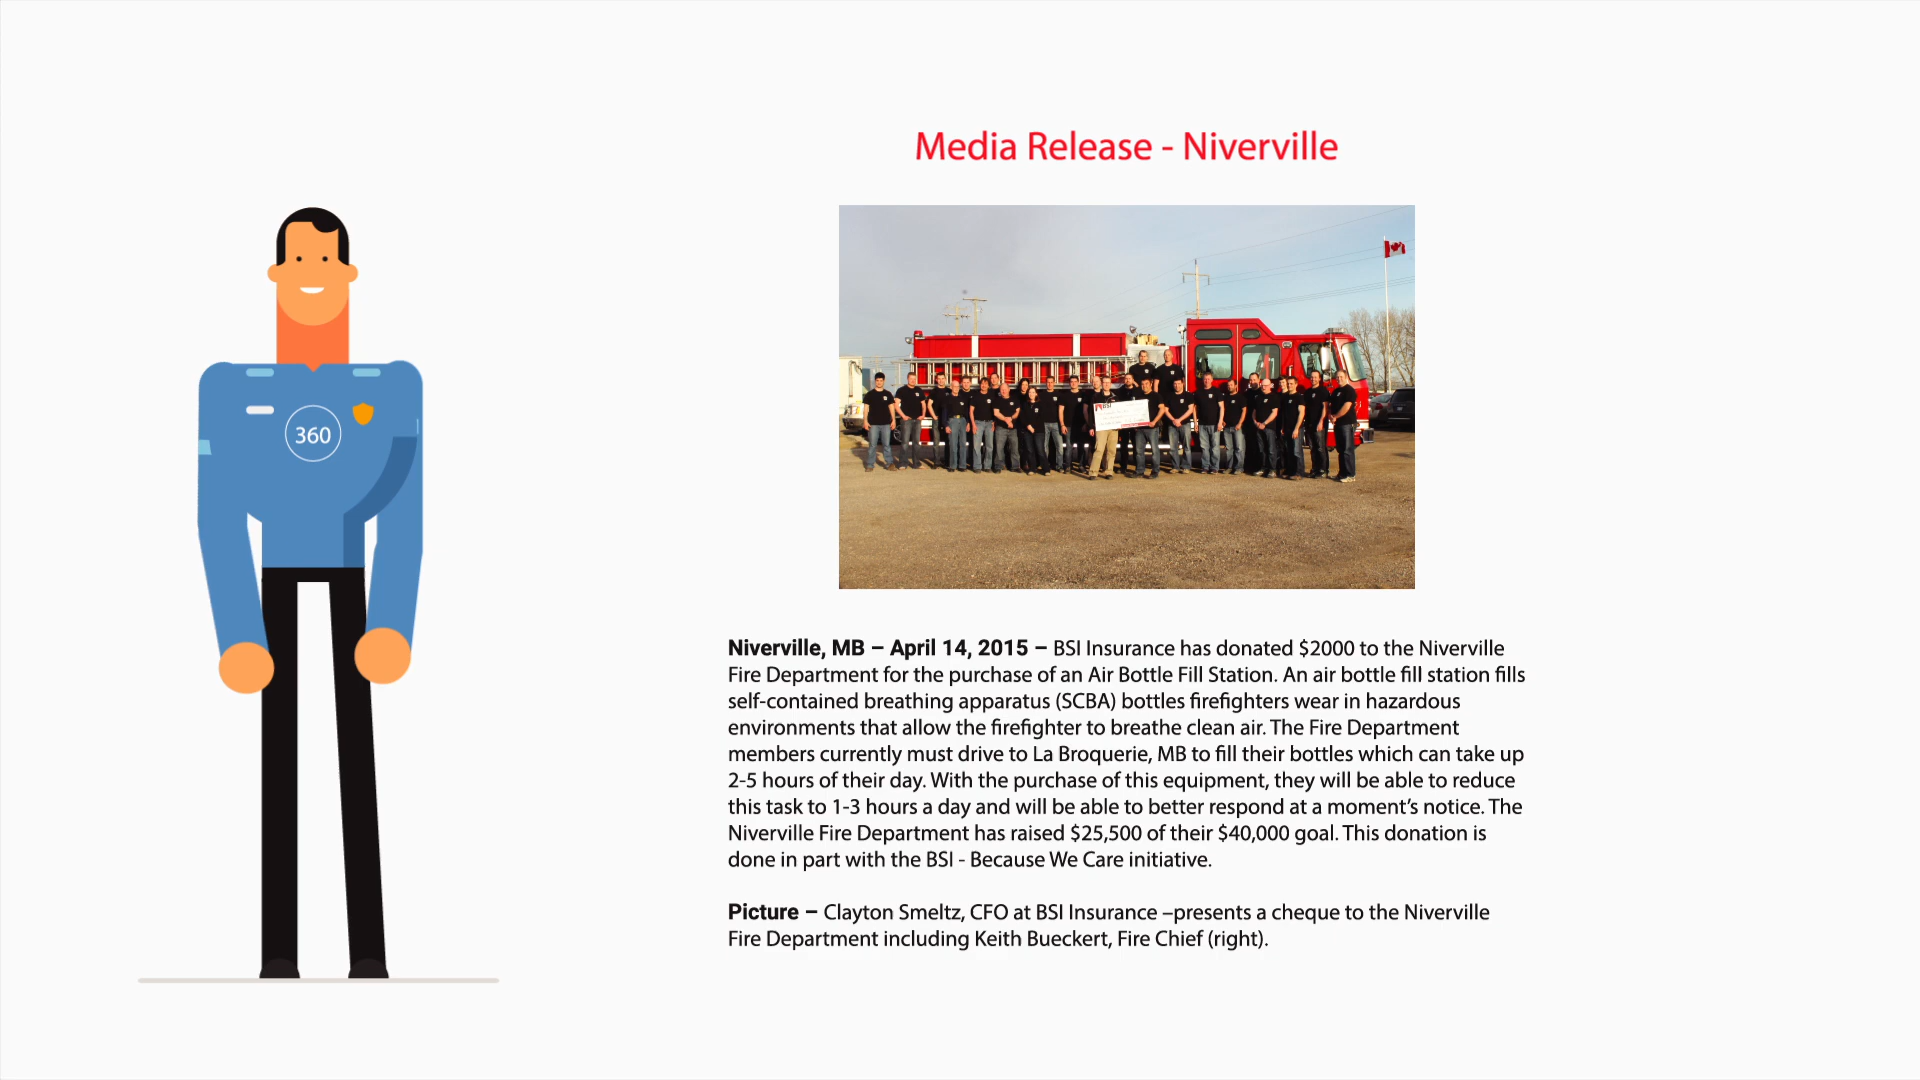 Media Release - Niverville
360
BSI
Niverville, MB – April 14, 2015 – BSI Insurance has donated $2000 to the Niverville
Fire Department for the purchase of an Air Bottle Fill Station. An air bottle fill station fills
self-contained breathing apparatus (SCBA) bottles firefighters wear in hazardous
environments that allow the firefighter to breathe clean air. The Fire Department
members currently must drive to La Broquerie, MB to fill their bottles which can take up
2-5 hours of their day. With the purchase of this equipment, they will be able to reduce
this task to 1-3 hours a day and will be able to better respond at a moment’s notice. The
Niverville Fire Department has raised $25,500 of their $40,000 goal. This donation is
done in part with the BSI - Because We Care initiative.
Picture – Clayton Smeltz, CFO at BSI Insurance –presents a cheque to the Niverville
Fire Department including Keith Bueckert, Fire Chief (right).